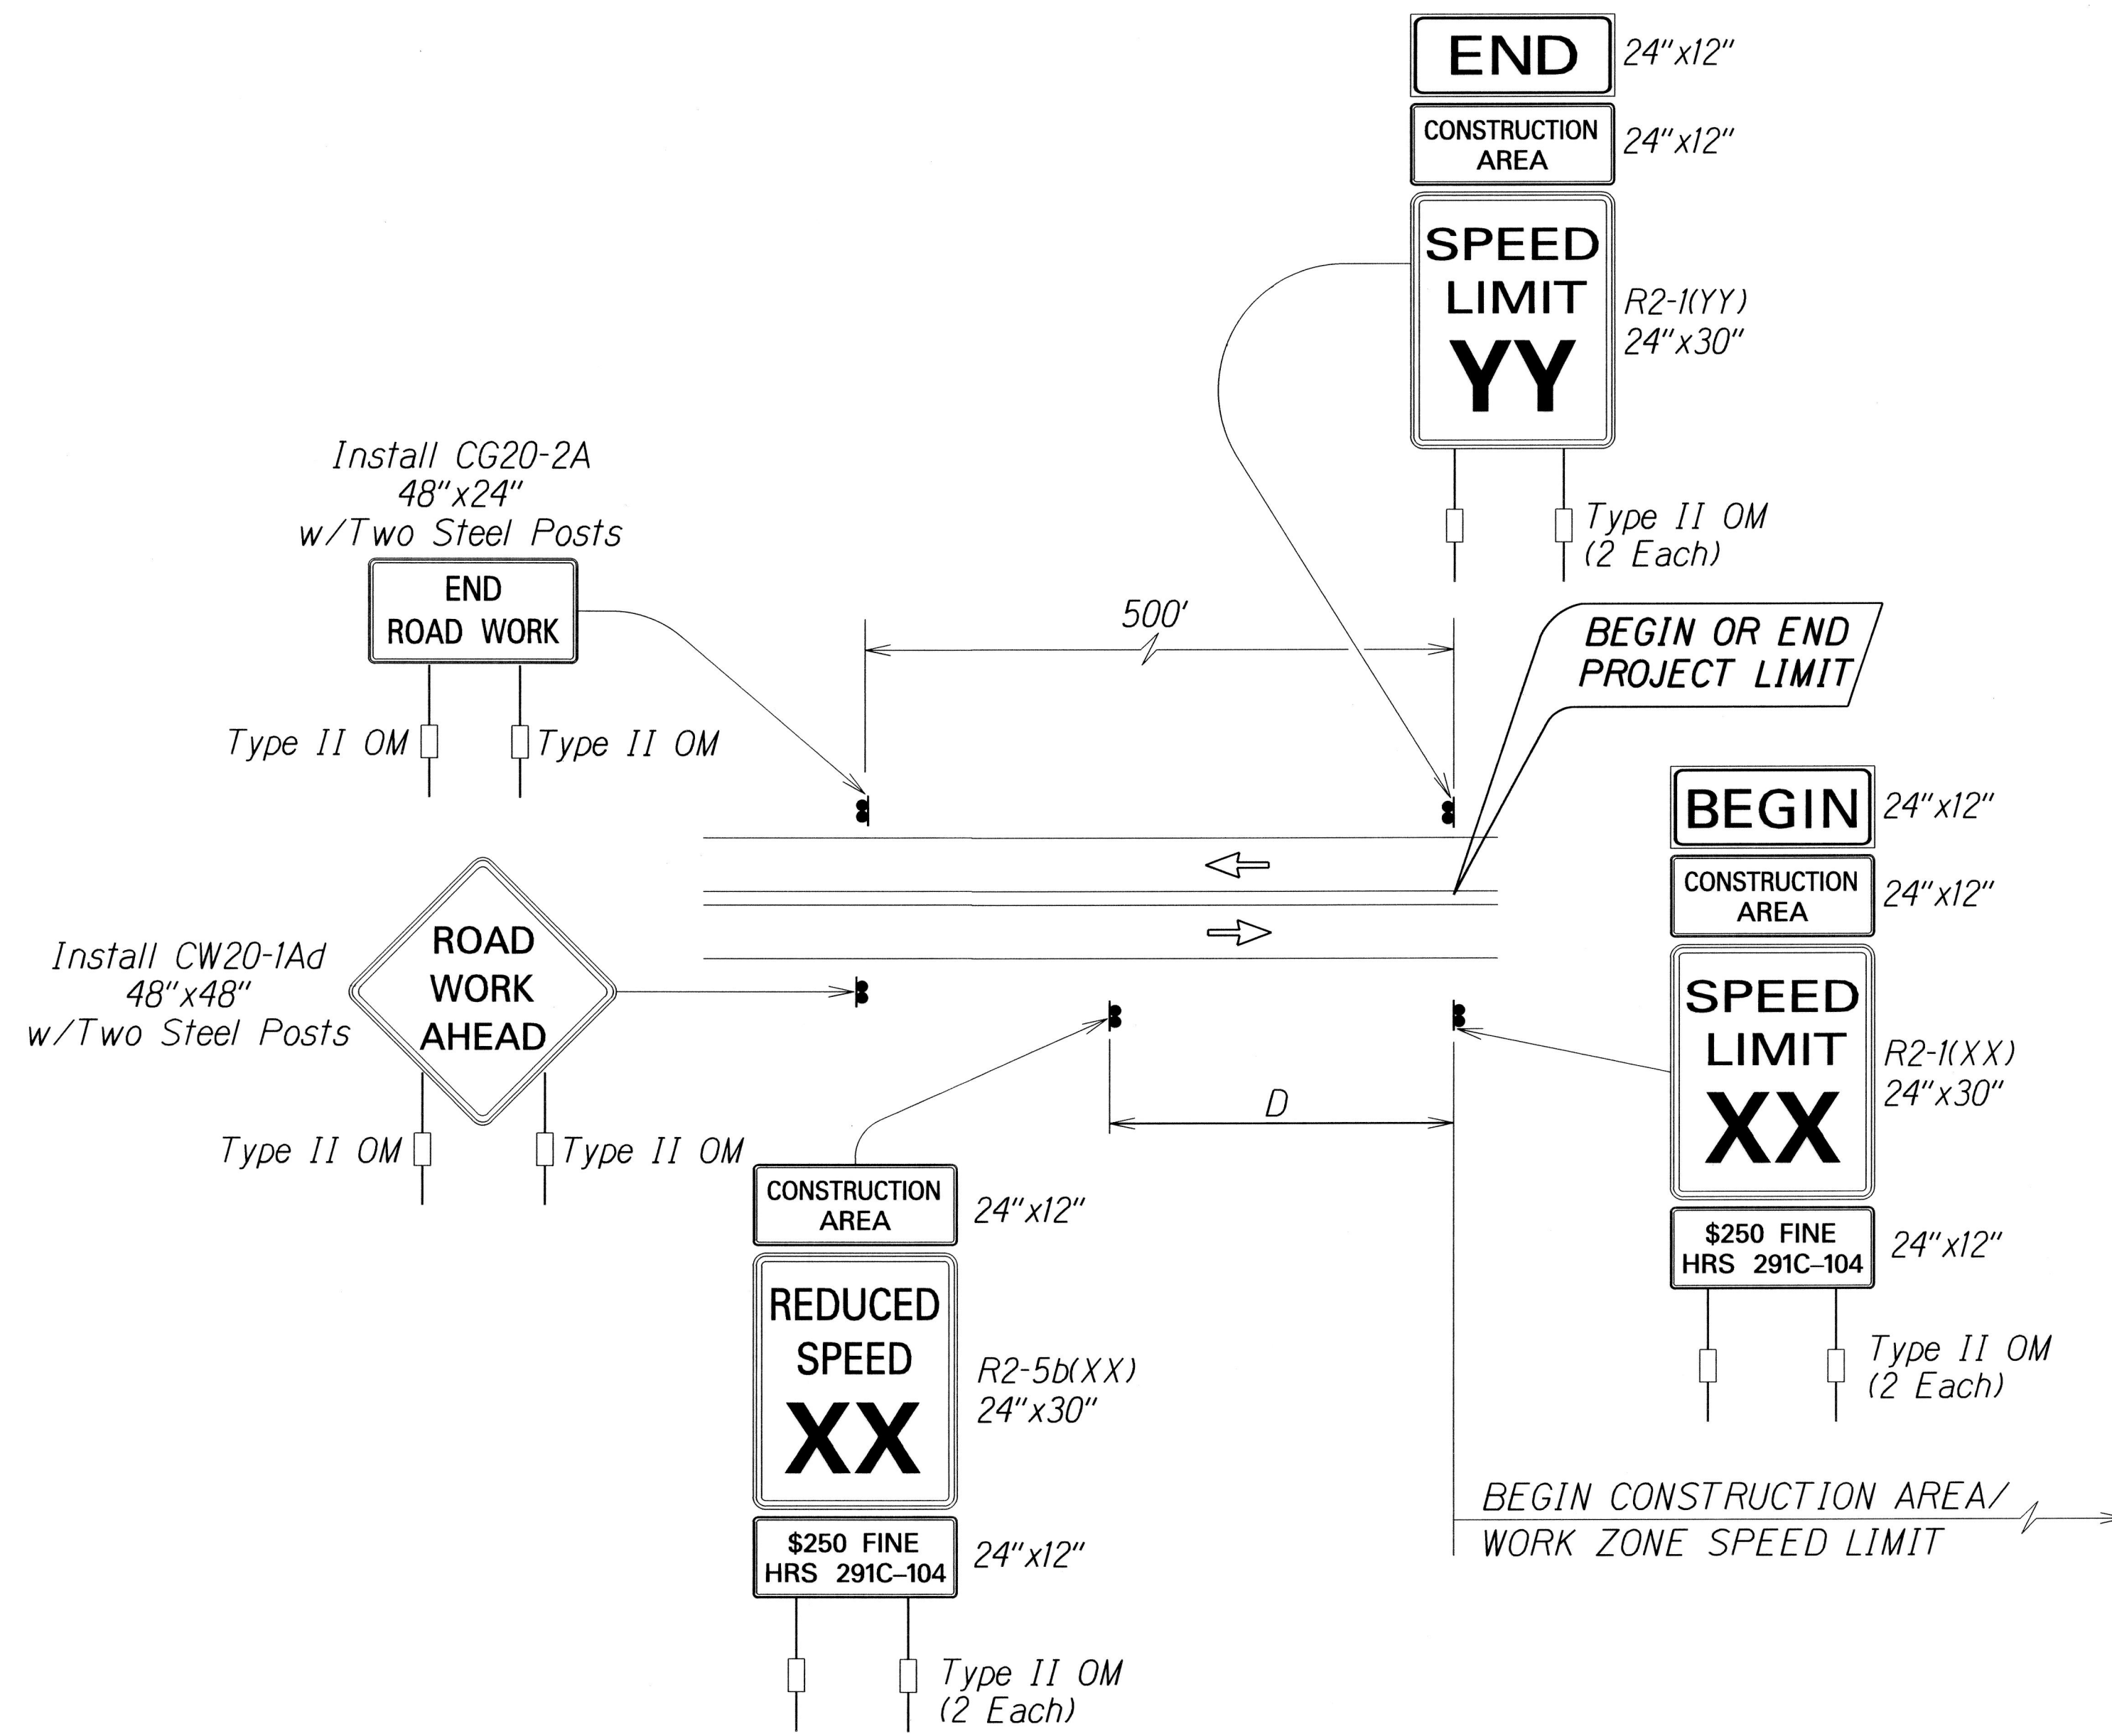 END
24"x12"
CONSTRUCTION
AREA
24"x12"
SPEED
LIMIT
YY
R2-1(YY)
24"x30"
Type II OM
(2 Each)
Install CG20-2A
48"x24"
w/Two Steel Posts
END
ROAD WORK
Type II OM
Type II OM
500'
BEGIN OR END
PROJECT LIMIT
BEGIN
24"x12"
CONSTRUCTION
AREA
24"x12"
SPEED
LIMIT
XX
R2-1(XX)
24"x30"
$250 FINE
HRS 291C–104
24"x12"
Type II OM
(2 Each)
Install CW20-1Ad
48"x48"
w/Two Steel Posts
ROAD
WORK
AHEAD
Type II OM
Type II OM
D
CONSTRUCTION
AREA
24"x12"
REDUCED
SPEED
XX
R2-5b(XX)
24"x30"
$250 FINE
HRS 291C–104
24"x12"
Type II OM
(2 Each)
BEGIN CONSTRUCTION AREA/
WORK ZONE SPEED LIMIT